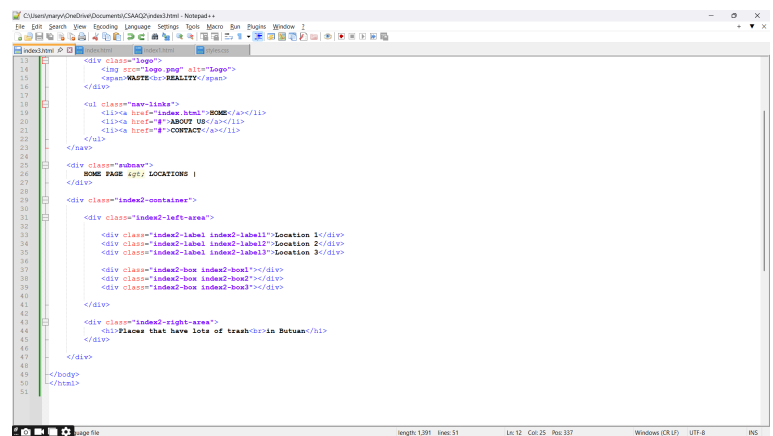 C:\Users\maryv\OneDrive\Documents\CSAAQ2\index3.html - Notepad++
File Edit Search View Encoding Language Settings Tools Macro Run Plugins Window ?
index3.html index.html index1.html styles.css
13 <div class="logo">
14 <img src="logo.png" alt="Logo">
15 <span>WASTE<br>REALITY</span>
16 </div>
17
18 <ul class="nav-links">
19 <li><a href="index.html">HOME</a></li>
20 <li><a href="#">ABOUT US</a></li>
21 <li><a href="#">CONTACT</a></li>
22 </ul>
23 </nav>
24
25 <div class="subnav">
26 HOME PAGE &gt; LOCATIONS |
27 </div>
28
29 <div class="index2-container">
30
31 <div class="index2-left-area">
32
33 <div class="index2-label index2-label1">Location 1</div>
34 <div class="index2-label index2-label2">Location 2</div>
35 <div class="index2-label index2-label3">Location 3</div>
36
37 <div class="index2-box index2-box1"></div>
38 <div class="index2-box index2-box2"></div>
39 <div class="index2-box index2-box3"></div>
40
41 </div>
42
43 <div class="index2-right-area">
44 <h1>Places that have lots of trash<br>in Butuan</h1>
45 </div>
46
47 </div>
48
49 </body>
50 </html>
51
guage file length: 1,391 lines: 51 Ln: 12 Col: 25 Pos: 337 Windows (CR LF) UTF-8 INS